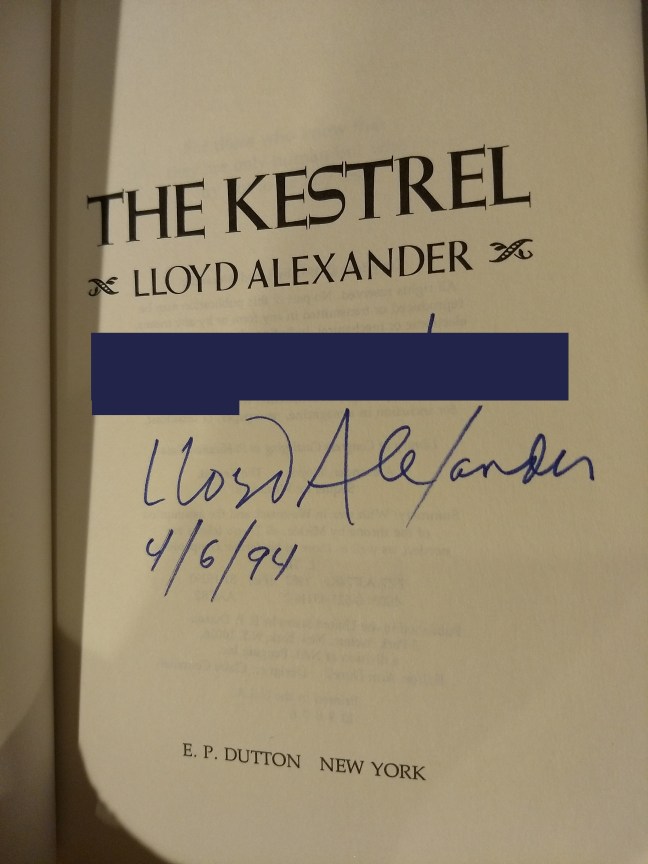 THE KESTREL
LLOYD ALEXANDER
Lloyd Alexander
4/6/94
E. P. DUTTON NEW YORK